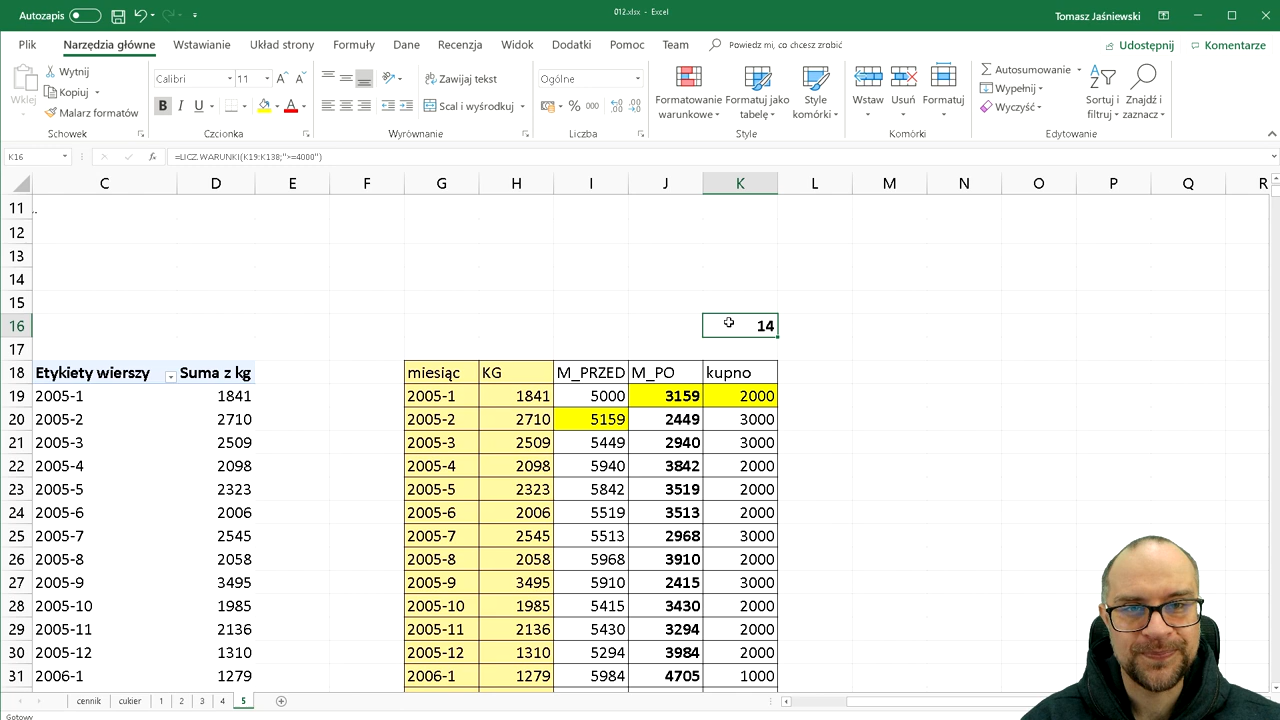 Autozapis
012.xlsx - Excel
Tomasz Jaśniewski
Plik Narzędzia główne Wstawianie Układ strony Formuły Dane Recenzja Widok Dodatki Pomoc Team Powiedz mi, co chcesz zrobić Udostępnij Komentarze
Wklej
Wytnij
Kopiuj
Malarz formatów
Schowek
Calibri 11
B I U
Czcionka
Zawijaj tekst
Scal i wyśrodkuj
Wyrównanie
Ogólne
% 000
Liczba
Formatowanie warunkowe
Formatuj jako tabelę
Style komórki
Style
Wstaw
Usuń
Formatuj
Komórki
Autosumowanie
Wypełnij
Wyczyść
Sortuj i filtruj
Znajdź i zaznacz
Edytowanie
K16 fx =LICZ.WARUNKI(K19:K138;">=4000")
C D E F G H I J K L M N O P Q R
11
12
13
14
15
16 14
17
18 Etykiety wierszy Suma z kg miesiąc KG M_PRZED M_PO kupno
19 2005-1 1841 2005-1 1841 5000 3159 2000
20 2005-2 2710 2005-2 2710 5159 2449 3000
21 2005-3 2509 2005-3 2509 5449 2940 3000
22 2005-4 2098 2005-4 2098 5940 3842 2000
23 2005-5 2323 2005-5 2323 5842 3519 2000
24 2005-6 2006 2005-6 2006 5519 3513 2000
25 2005-7 2545 2005-7 2545 5513 2968 3000
26 2005-8 2058 2005-8 2058 5968 3910 2000
27 2005-9 3495 2005-9 3495 5910 2415 3000
28 2005-10 1985 2005-10 1985 5415 3430 2000
29 2005-11 2136 2005-11 2136 5430 3294 2000
30 2005-12 1310 2005-12 1310 5294 3984 2000
31 2006-1 1279 2006-1 1279 5984 4705 1000
cennik cukier 1 2 3 4 5
Gotowy